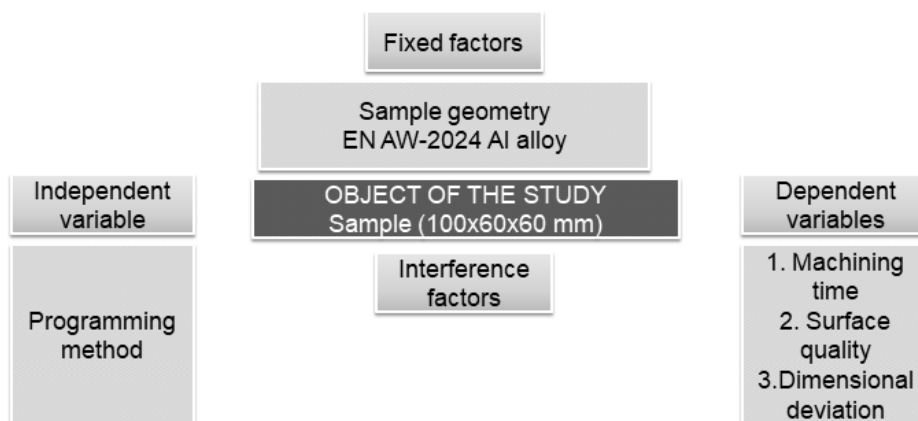 Fixed factors
Sample geometry
EN AW-2024 Al alloy
Independent
variable
OBJECT OF THE STUDY
Sample (100x60x60 mm)
Dependent
variables
Interference
factors
Programming
method
1. Machining
time
2. Surface
quality
3.Dimensional
deviation